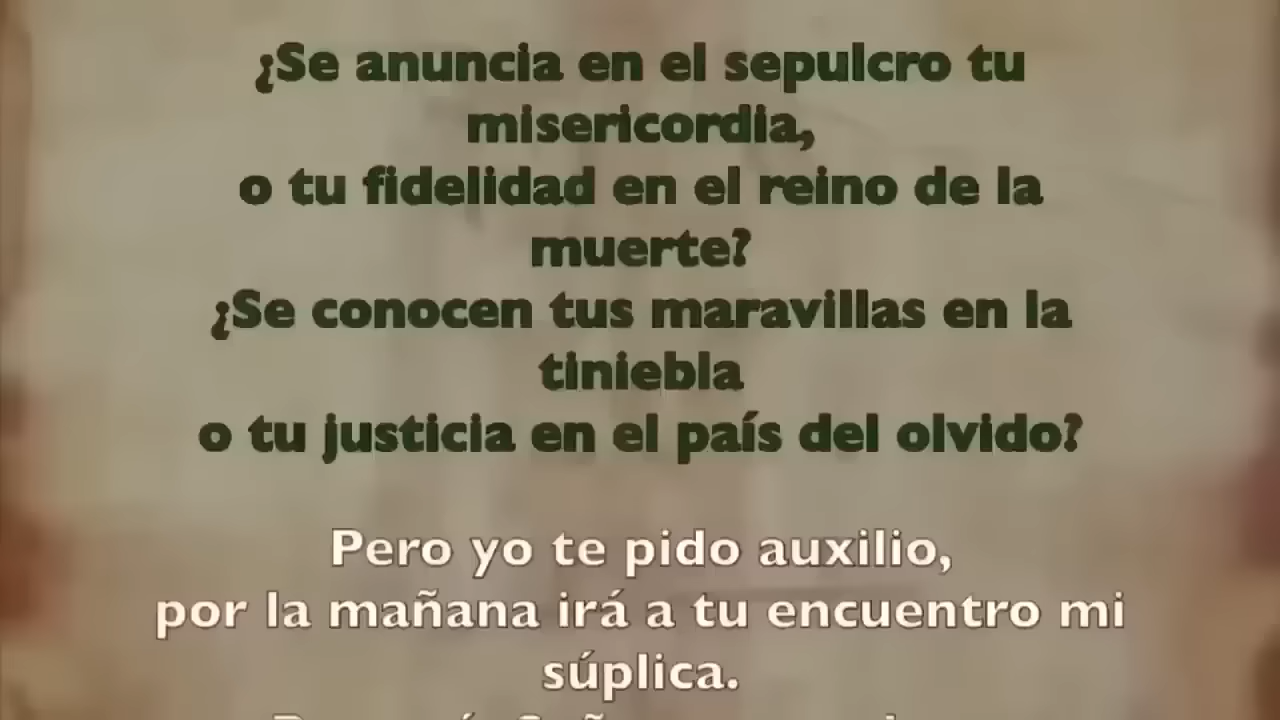 ¿Se anuncia en el sepulcro tu
misericordia,
o tu fidelidad en el reino de la
muerte?
¿Se conocen tus maravillas en la
tiniebla
o tu justicia en el país del olvido?
Pero yo te pido auxilio,
por la mañana irá a tu encuentro mi
súplica.